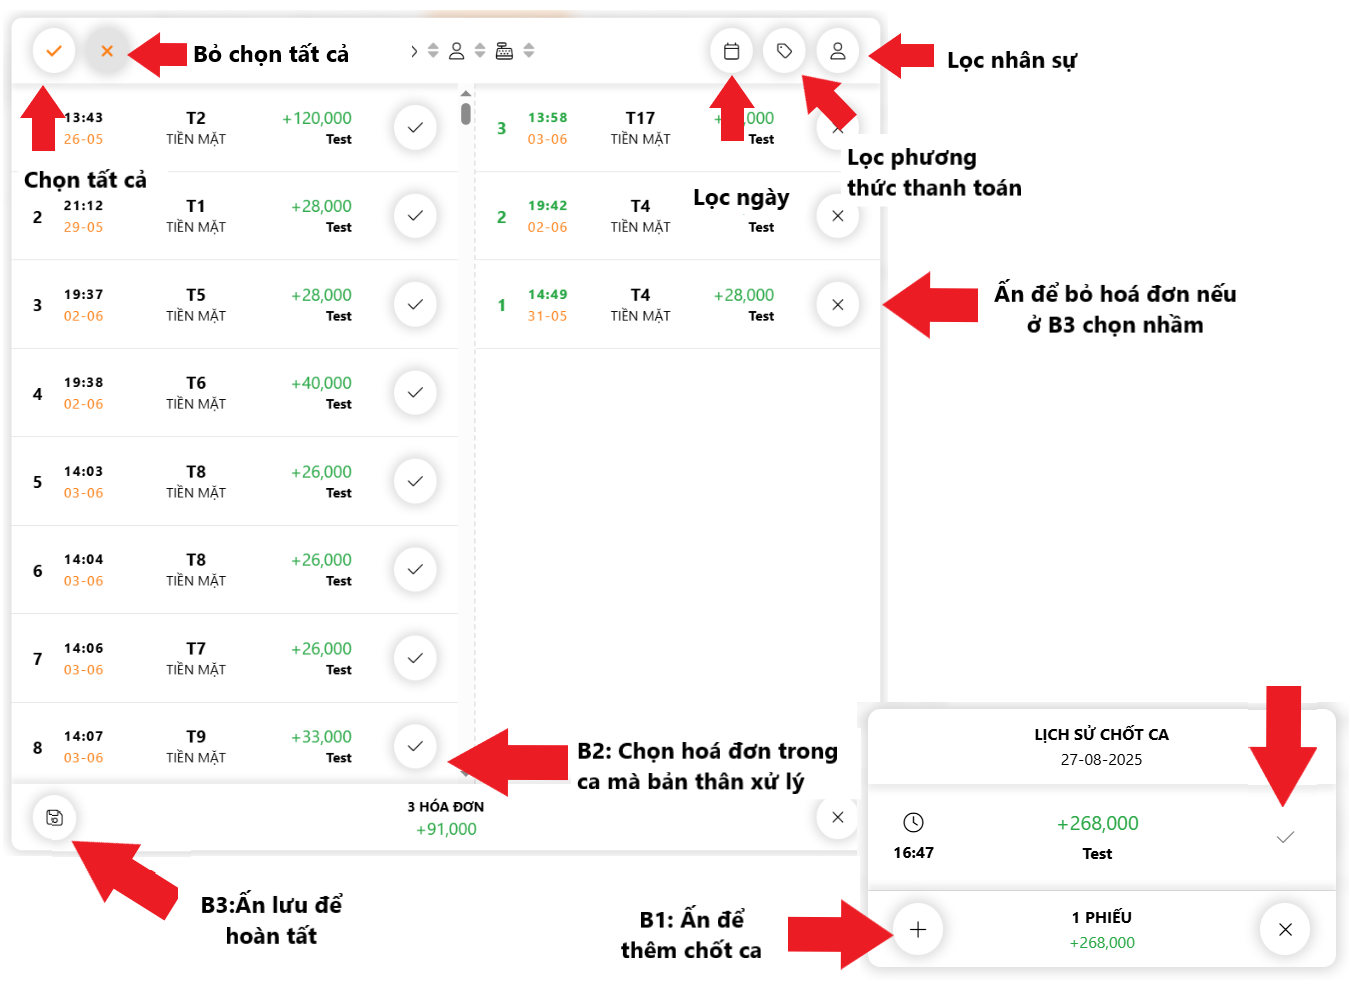 Bỏ chọn tất cả
Lọc nhân sự
13:43 T2 +120,000
26-05 TIỀN MẶT Test
3 13:58 T17
03-06 TIỀN MẶT Test
Chọn tất cả
Lọc phương
thức thanh toán
Lọc ngày
2 21:12 T1 +28,000
29-05 TIỀN MẶT Test
2 19:42 T4
02-06 TIỀN MẶT Test
3 19:37 T5 +28,000
02-06 TIỀN MẶT Test
1 14:49 T4 +28,000
31-05 TIỀN MẶT Test
Ấn để bỏ hoá đơn nếu
ở B3 chọn nhầm
4 19:38 T6 +40,000
02-06 TIỀN MẶT Test
5 14:03 T8 +26,000
03-06 TIỀN MẶT Test
6 14:04 T8 +26,000
03-06 TIỀN MẶT Test
7 14:06 T7 +26,000
03-06 TIỀN MẶT Test
8 14:07 T9 +33,000
03-06 TIỀN MẶT Test
B2: Chọn hoá đơn trong
ca mà bản thân xử lý
3 HÓA ĐƠN
+91,000
B3:Ấn lưu để
hoàn tất
LỊCH SỬ CHỐT CA
27-08-2025
+268,000
16:47 Test
B1: Ấn để
thêm chốt ca
1 PHIẾU
+268,000